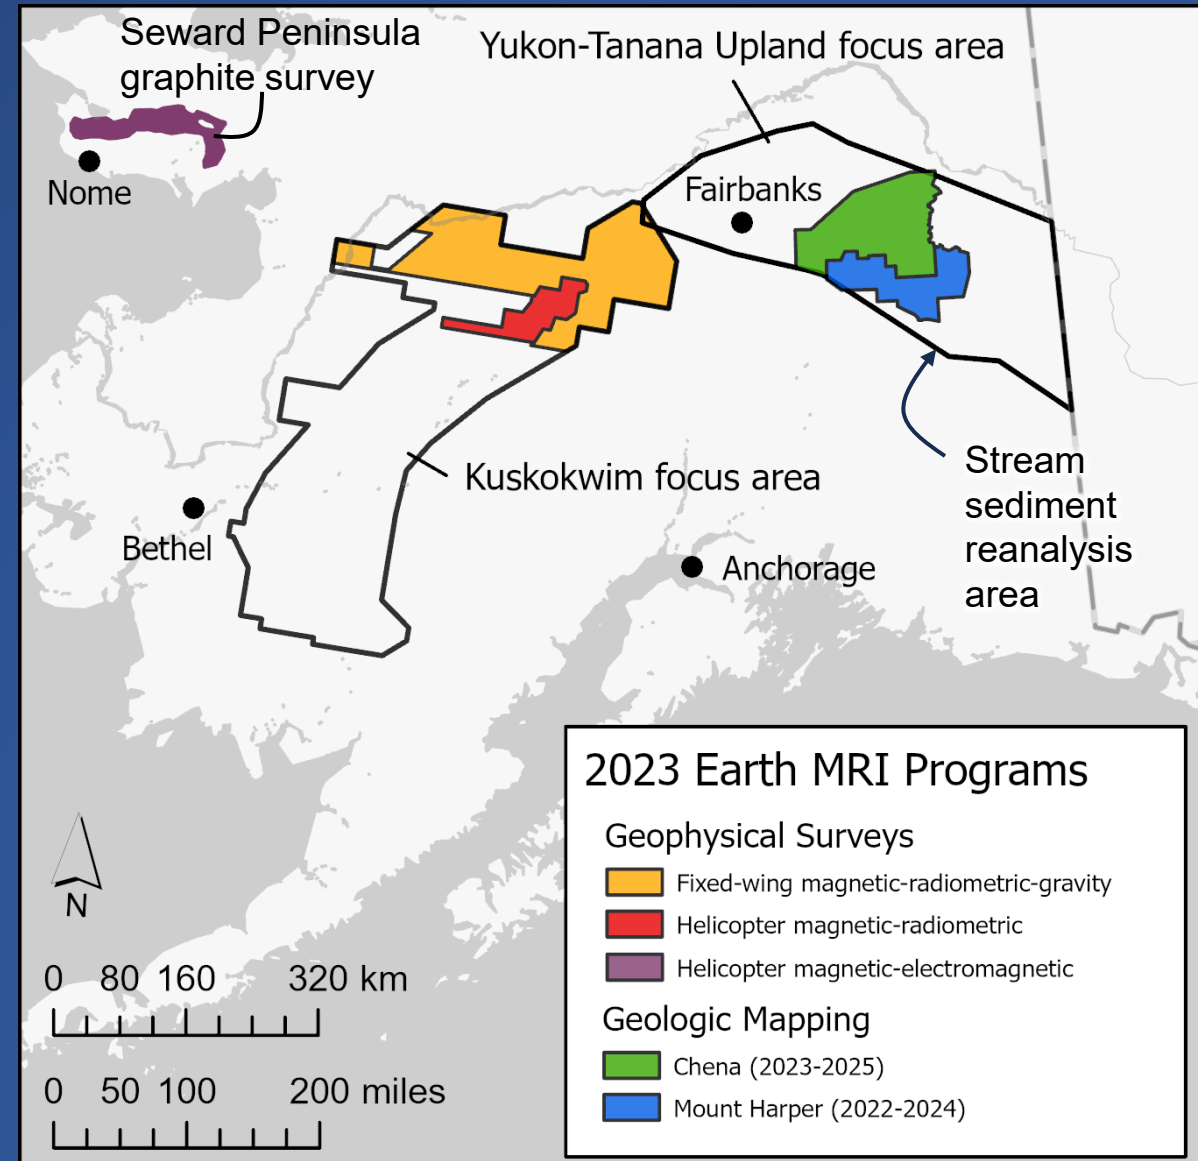 Seward Peninsula
graphite survey
Yukon-Tanana Upland focus area
Nome
Fairbanks
Kuskokwim focus area
Stream
sediment
reanalysis
area
Bethel
Anchorage
2023 Earth MRI Programs
Geophysical Surveys
Fixed-wing magnetic-radiometric-gravity
Helicopter magnetic-radiometric
Helicopter magnetic-electromagnetic
Geologic Mapping
Chena (2023-2025)
Mount Harper (2022-2024)
N
0 80 160 320 km
0 50 100 200 miles